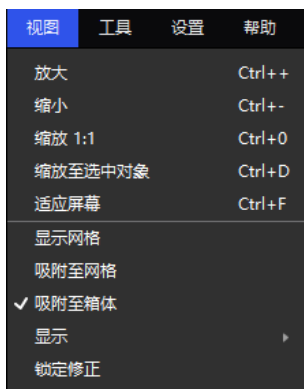 视图 工具 设置 帮助
放大 Ctrl++
缩小 Ctrl+-
缩放 1:1 Ctrl+0
缩放至选中对象 Ctrl+D
适应屏幕 Ctrl+F
显示网格
吸附至网格
✓ 吸附至箱体
显示
锁定修正